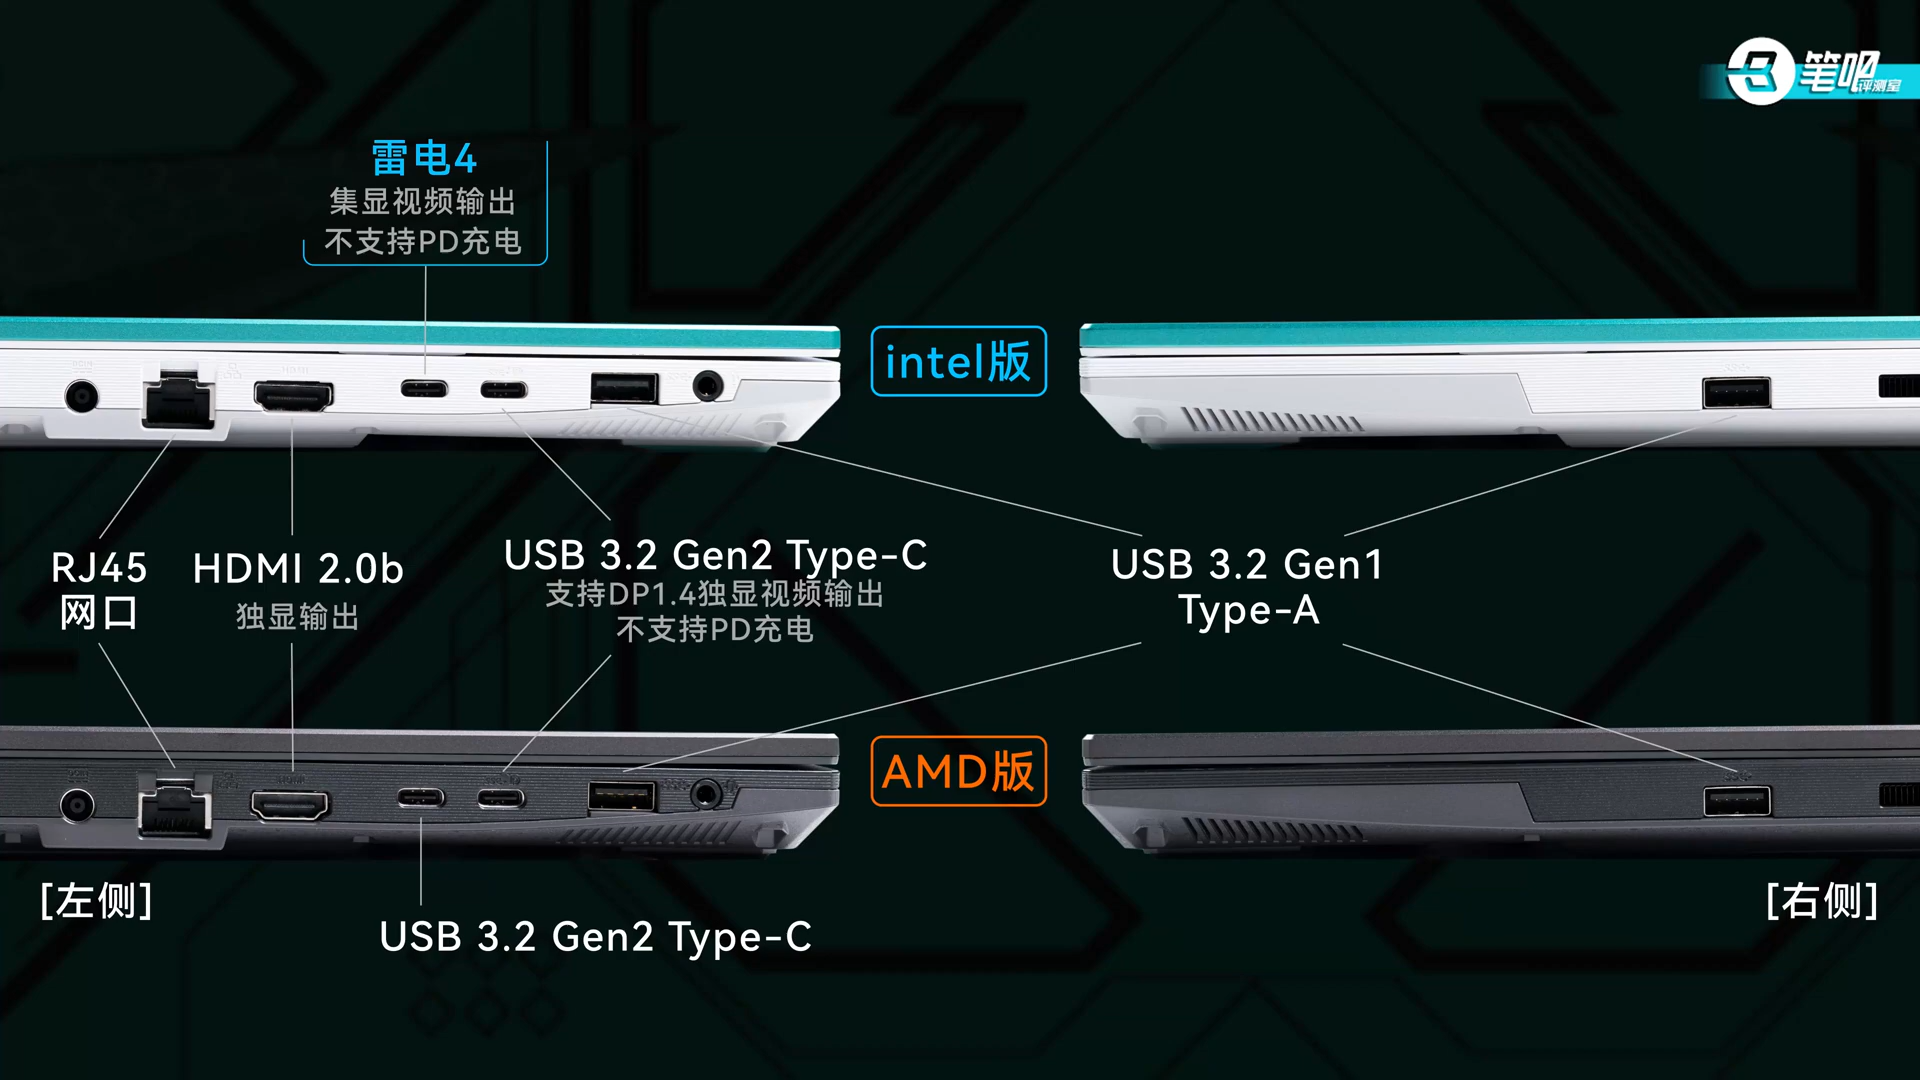 笔吧
评测室
雷电4
集显视频输出
不支持PD充电
intel版
RJ45
网口
HDMI 2.0b
独显输出
USB 3.2 Gen2 Type-C
支持DP1.4独显视频输出
不支持PD充电
USB 3.2 Gen1
Type-A
AMD版
[左侧]
[右侧]
USB 3.2 Gen2 Type-C